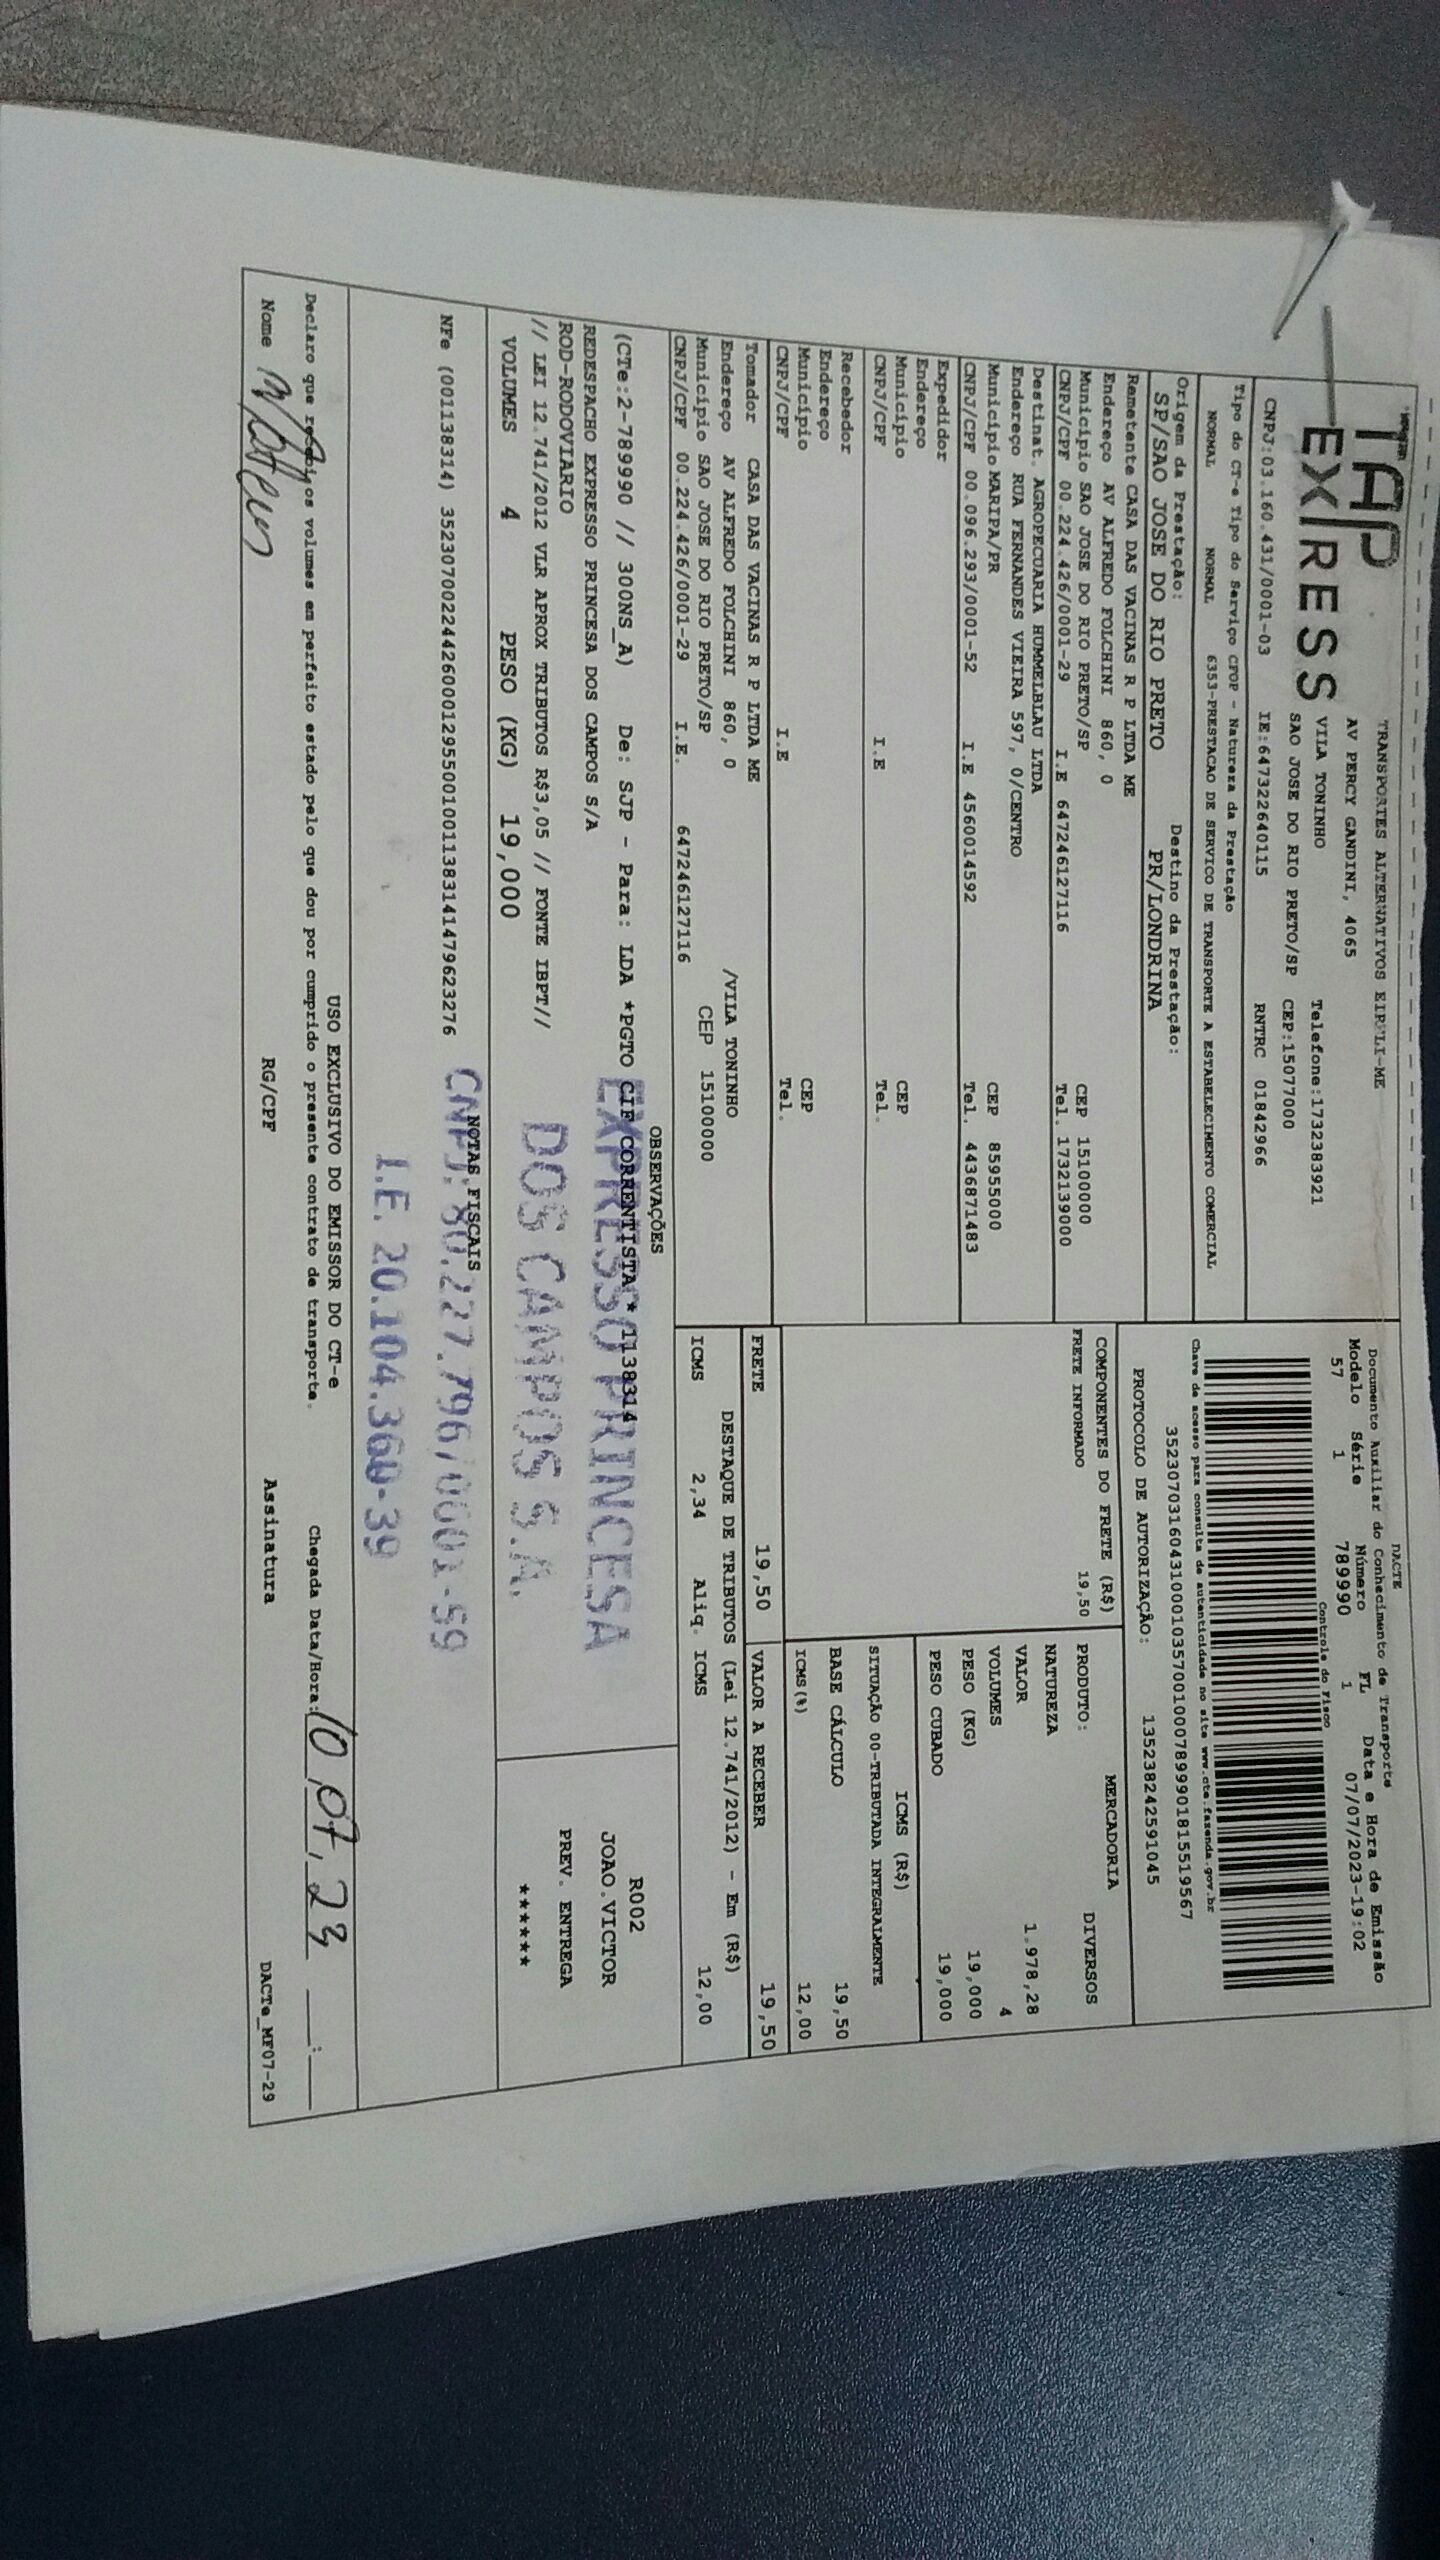 TAP
EXPRESS
TRANSPORTES ALTERNATIVOS EIRELI-ME
AV PERCY GANDINI, 4065
VILA TONINHO
Telefone:1732383921
SAO JOSE DO RIO PRETO/SP CEP:15077000
CNPJ:03.160.431/0001-03 IE:647322640115 RNTRC 01842966
DACTE
Documento Auxiliar do Conhecimento de Transporte
Modelo Série Número FL Data e Hora de Emissão
57 1 789990 1 07/07/2023-19:02
Controle do Fisco
Chave de acesso para consulta de autenticidade no site www.cte.fazenda.gov.br
35230703160431000103570010007899901815519567
PROTOCOLO DE AUTORIZAÇÃO: 135238242591045
Tipo do CT-e Tipo do Serviço CFOP - Natureza da Prestação
NORMAL NORMAL 6353-PRESTACAO DE SERVICO DE TRANSPORTE A ESTABELECIMENTO COMERCIAL
Origem da Prestação: Destino da Prestação:
SP/SAO JOSE DO RIO PRETO PR/LONDRINA
Remetente CASA DAS VACINAS R P LTDA ME
Endereço AV ALFREDO FOLCHINI 860, 0
Município SAO JOSE DO RIO PRETO/SP CEP 15100000
CNPJ/CPF 00.224.426/0001-29 I.E 647246127116 Tel. 1732139000
Destinat. AGROPECUARIA HUMMELBLAU LTDA
Endereço RUA FERNANDES VIEIRA 597, 0/CENTRO
Município MARIPA/PR CEP 85955000
CNPJ/CPF 00.096.293/0001-52 I.E 4560014592 Tel. 4436871483
Expedidor
Endereço
Município CEP
CNPJ/CPF I.E Tel.
Recebedor
Endereço
Município CEP
CNPJ/CPF I.E Tel.
Tomador CASA DAS VACINAS R P LTDA ME
Endereço AV ALFREDO FOLCHINI 860, 0 /VILA TONINHO
Município SAO JOSE DO RIO PRETO/SP CEP 15100000
CNPJ/CPF 00.224.426/0001-29 I.E. 647246127116
COMPONENTES DO FRETE (R$)
FRETE INFORMADO 19,50
MERCADORIA
PRODUTO: DIVERSOS
NATUREZA
VALOR 1.978,28
VOLUMES 4
PESO (KG) 19,000
PESO CUBADO 19,000
ICMS (R$)
SITUAÇÃO 00-TRIBUTADA INTEGRALMENTE
BASE CÁLCULO 19,50
ICMS(%) 12,00
FRETE 19,50 VALOR A RECEBER 19,50
DESTAQUE DE TRIBUTOS (Lei 12.741/2012) - Em (R$)
ICMS 2,34 Aliq. ICMS 12,00
OBSERVAÇÕES
(CTe:2-789990 // 300NS_A) De: SJP - Para: LDA *PGTO CIF CORRENTISTA* *1138314
REDESPACHO EXPRESSO PRINCESA DOS CAMPOS S/A
ROD-RODOVIARIO
// LEI 12.741/2012 VLR APROX TRIBUTOS R$3,05 // FONTE IBPT//
R002
JOAO.VICTOR
PREV. ENTREGA
*******
VOLUMES 4 PESO (KG) 19,000
NOTAS FISCAIS
NFe (001138314) 35230700224426000129550010011383141479623276
EXPRESSO PRINCESA
DOS CAMPOS S.A.
CNPJ: 80.227.796/0001-59
I.E. 20.104.360-39
USO EXCLUSIVO DO EMISSOR DO CT-e
Declaro que recebi os volumes em perfeito estado pelo que dou por cumprido o presente contrato de transporte. Chegada Data/Hora: 10,07,23 __:__
Nome RG/CPF Assinatura DACTe_MF07-29